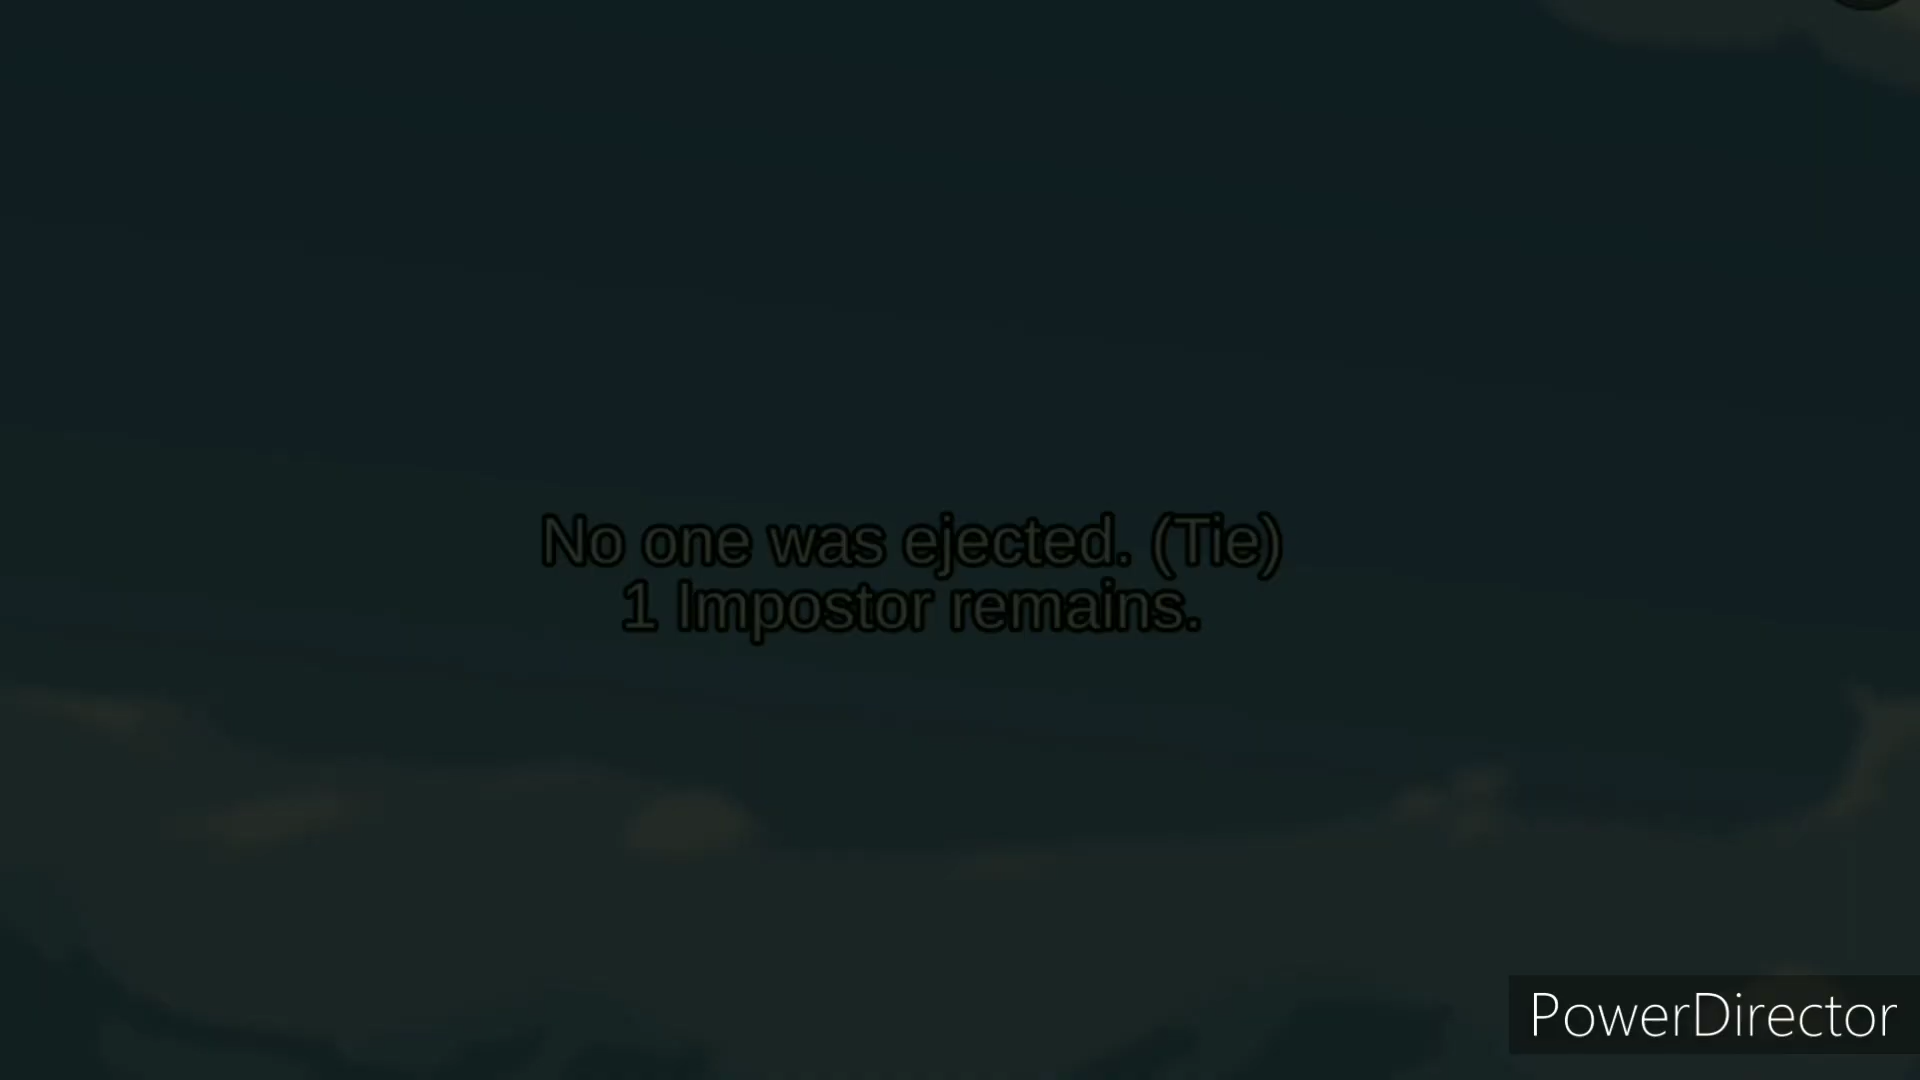 No one was ejected. (Tie)
1 Impostor remains.
PowerDirector